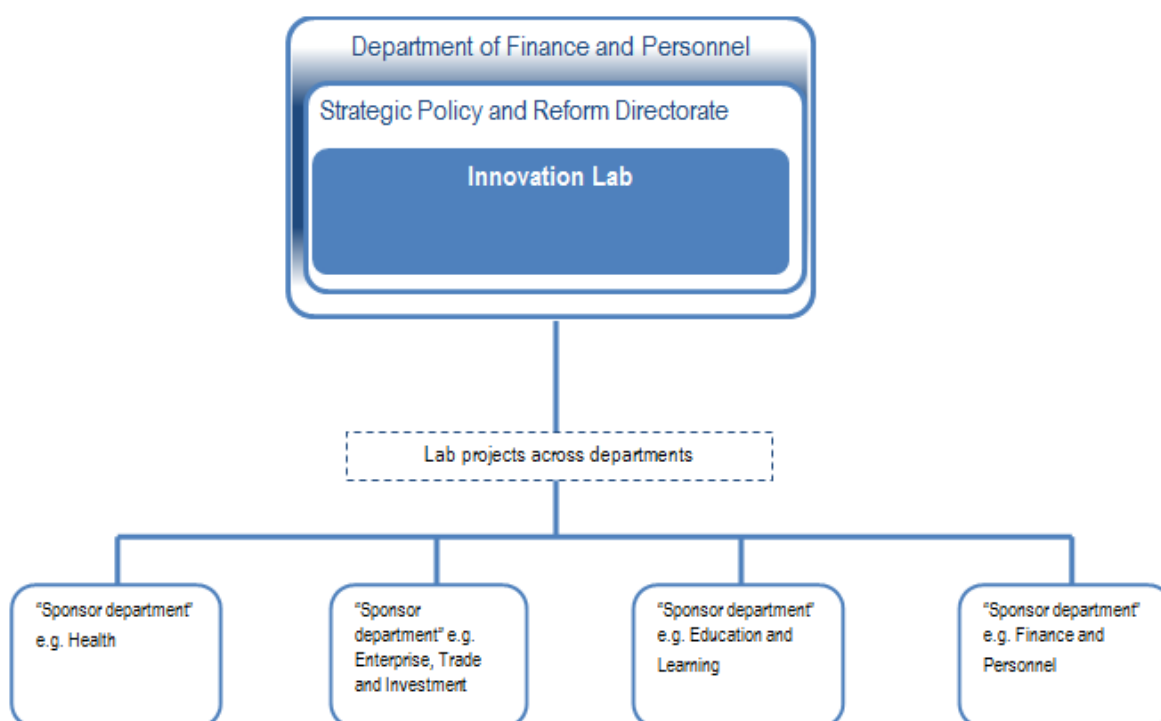 Department of Finance and Personnel
Strategic Policy and Reform Directorate
Innovation Lab
Lab projects across departments
“Sponsor department”
e.g. Health
“Sponsor
department” e.g.
Enterprise, Trade
and Investment
“Sponsor department”
e.g. Education and
Learning
“Sponsor department”
e.g. Finance and
Personnel